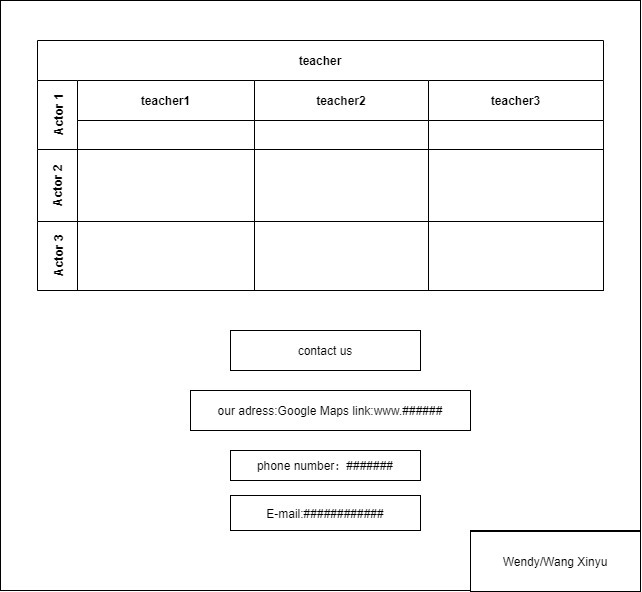 teacher
Actor 1
teacher1
teacher2
teacher3
Actor 2
Actor 3
contact us
our adress:Google Maps link:www.######
phone number：#######
E-mail:############
Wendy/Wang Xinyu